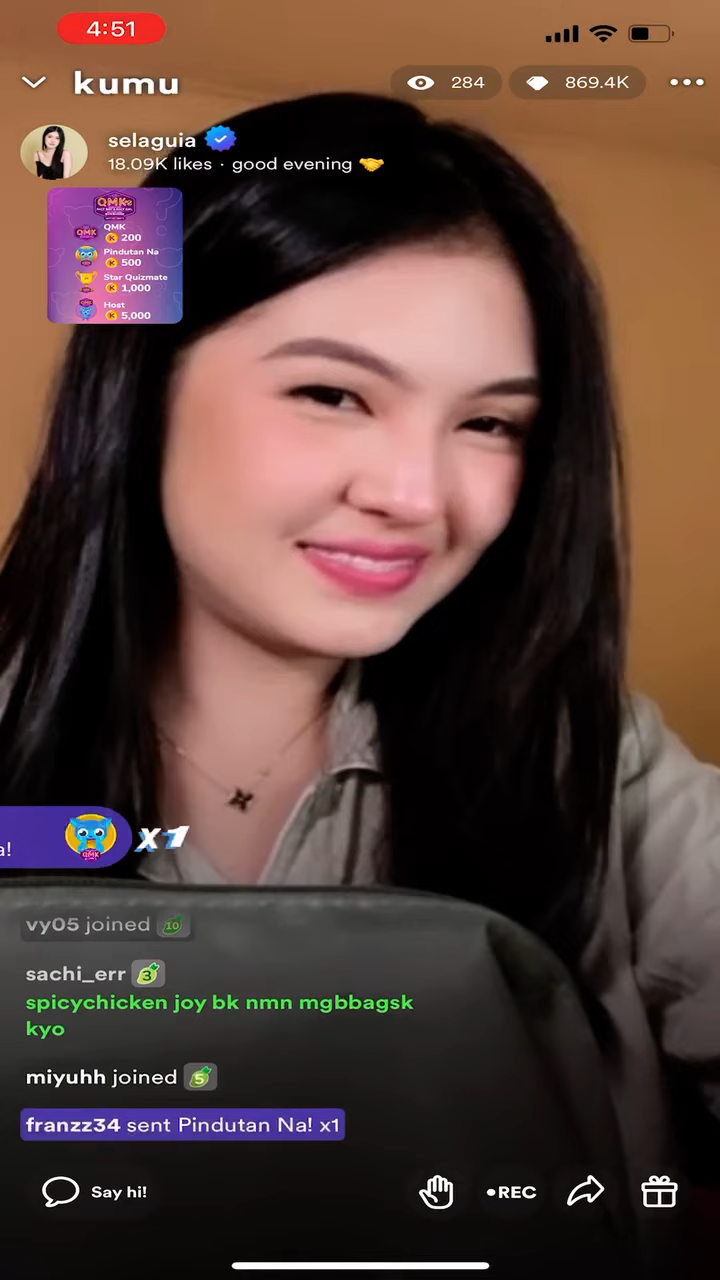 4:51
kumu
284
869.4K
selaguia
18.09K likes · good evening
QMKs
QMK
200
Pindutan Na
500
Star Quizmate
1,000
Host
5,000
a!
QMK
X1
vy05 joined 10
sachi_err 3
spicychicken joy bk nmn mgbbagsk
kyo
miyuhh joined 5
franzz34 sent Pindutan Na! x1
Say hi!
•REC